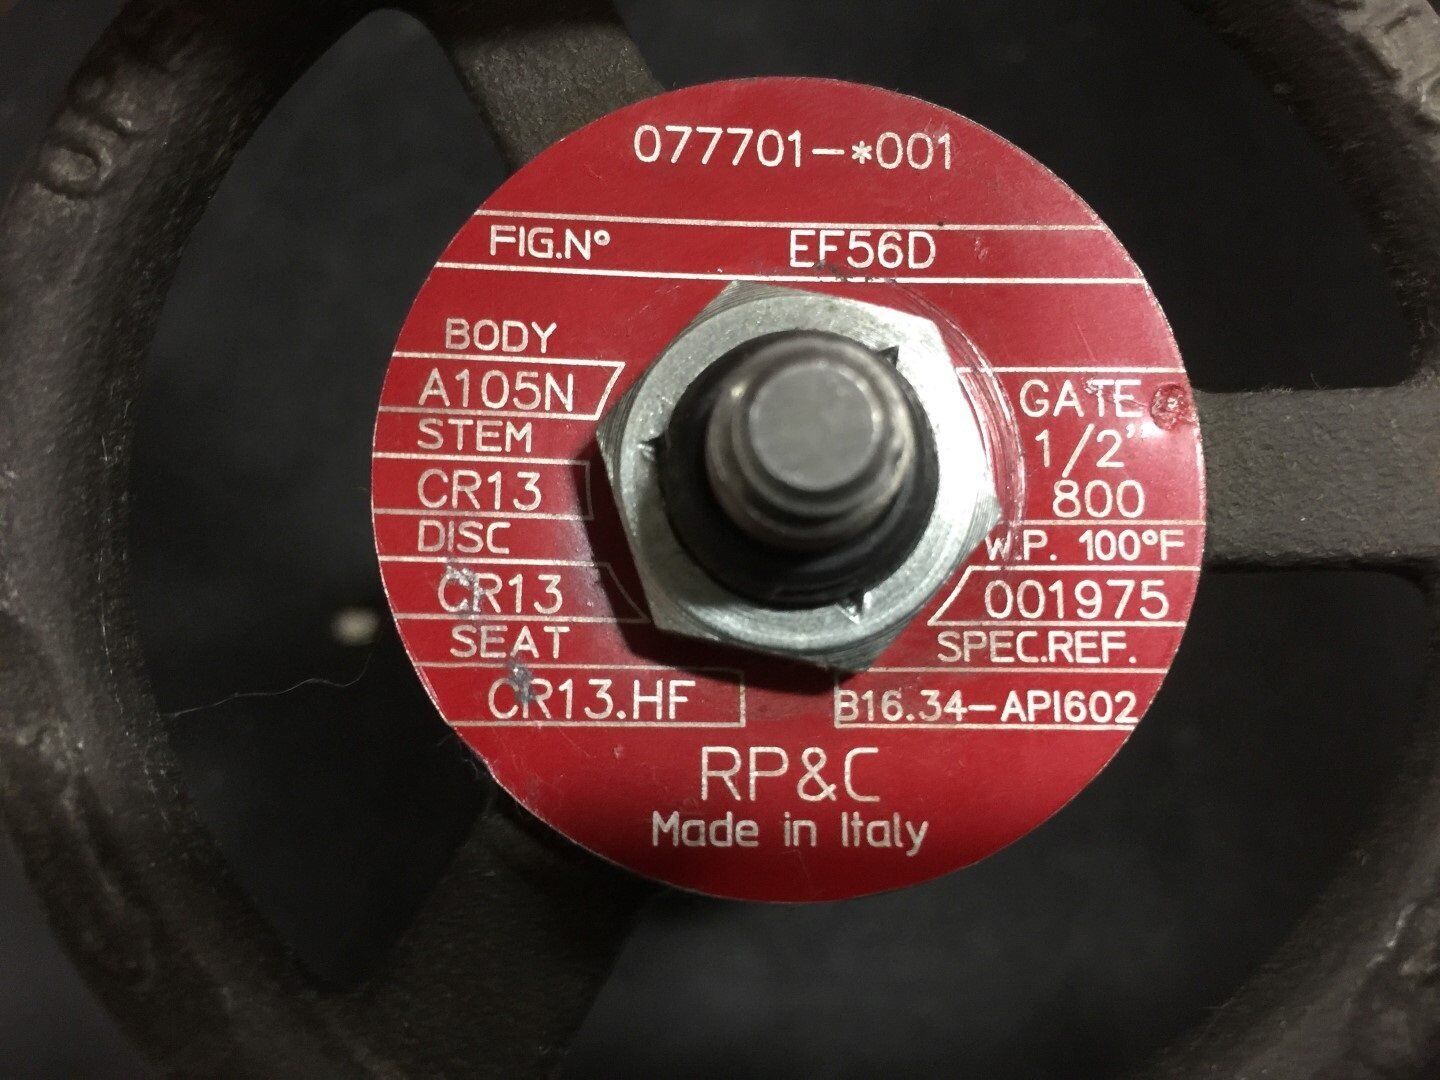 077701-*001
FIG.Nº EF56D
BODY
A105N
STEM
CR13
DISC
CR13
SEAT
CR13.HF
GATE
1/2"
800
W.P. 100°F
001975
SPEC.REF.
B16.34-API602
RP&C
Made in Italy